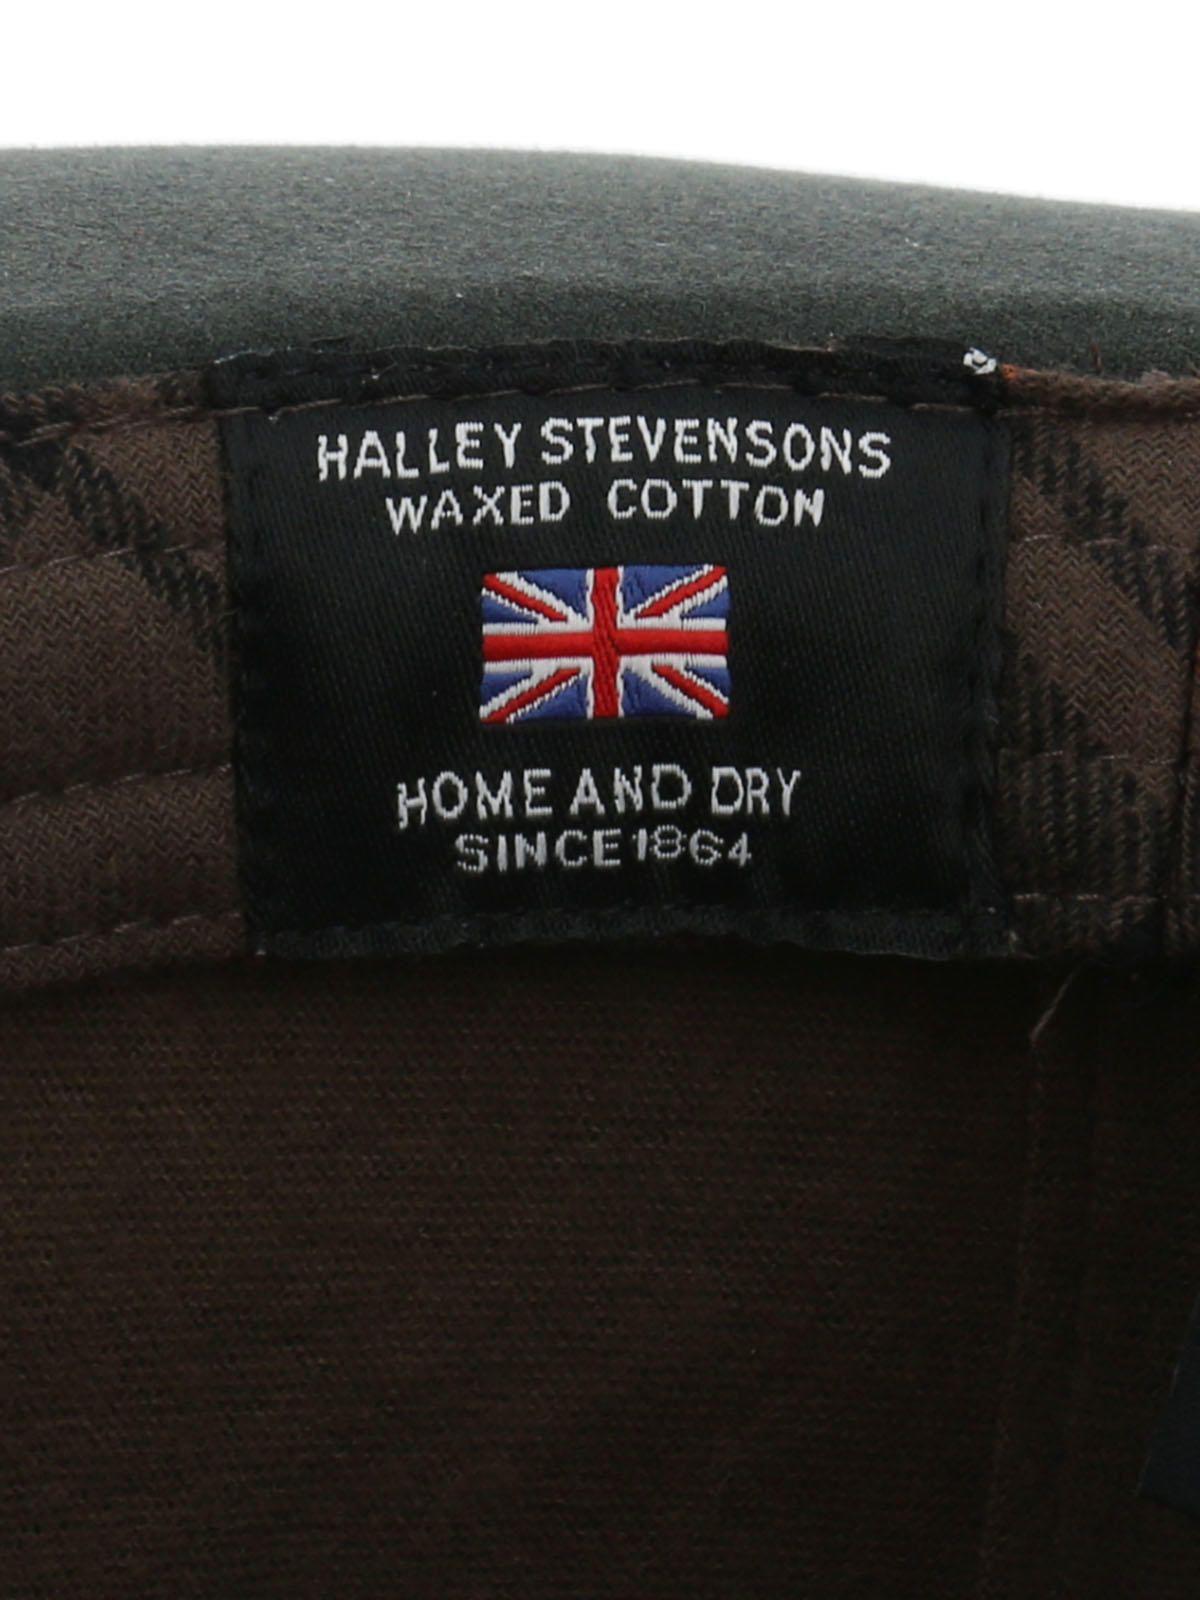 HALLEY STEVENSONS
WAXED COTTON
HOME AND DRY
SINCE 1864